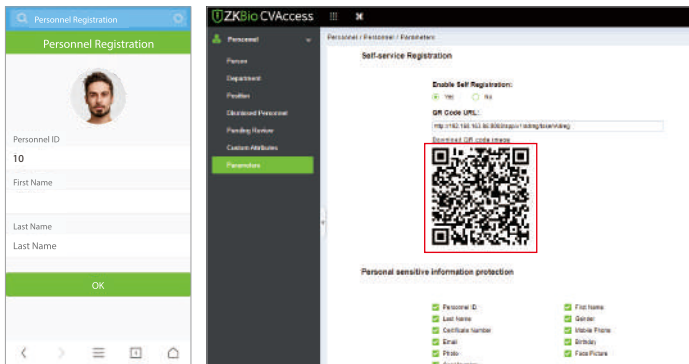 Personnel Registration
Personnel Registration
Personnel ID
10
First Name
Last Name
Last Name
OK
ZKBio CVAccess
Personnel
Person
Department
Position
Dismissed Personnel
Pending Review
Custom Attributes
Parameters
Personnel / Personnel / Parameters
Self-service Registration
Enable Self Registration:
Yes No
QR Code URL:
Download QR code image
Personal sensitive information protection
Personnel ID
First Name
Last Name
Gender
Certificate Number
Mobile Phone
Email
Birthday
Photo
Face Picture